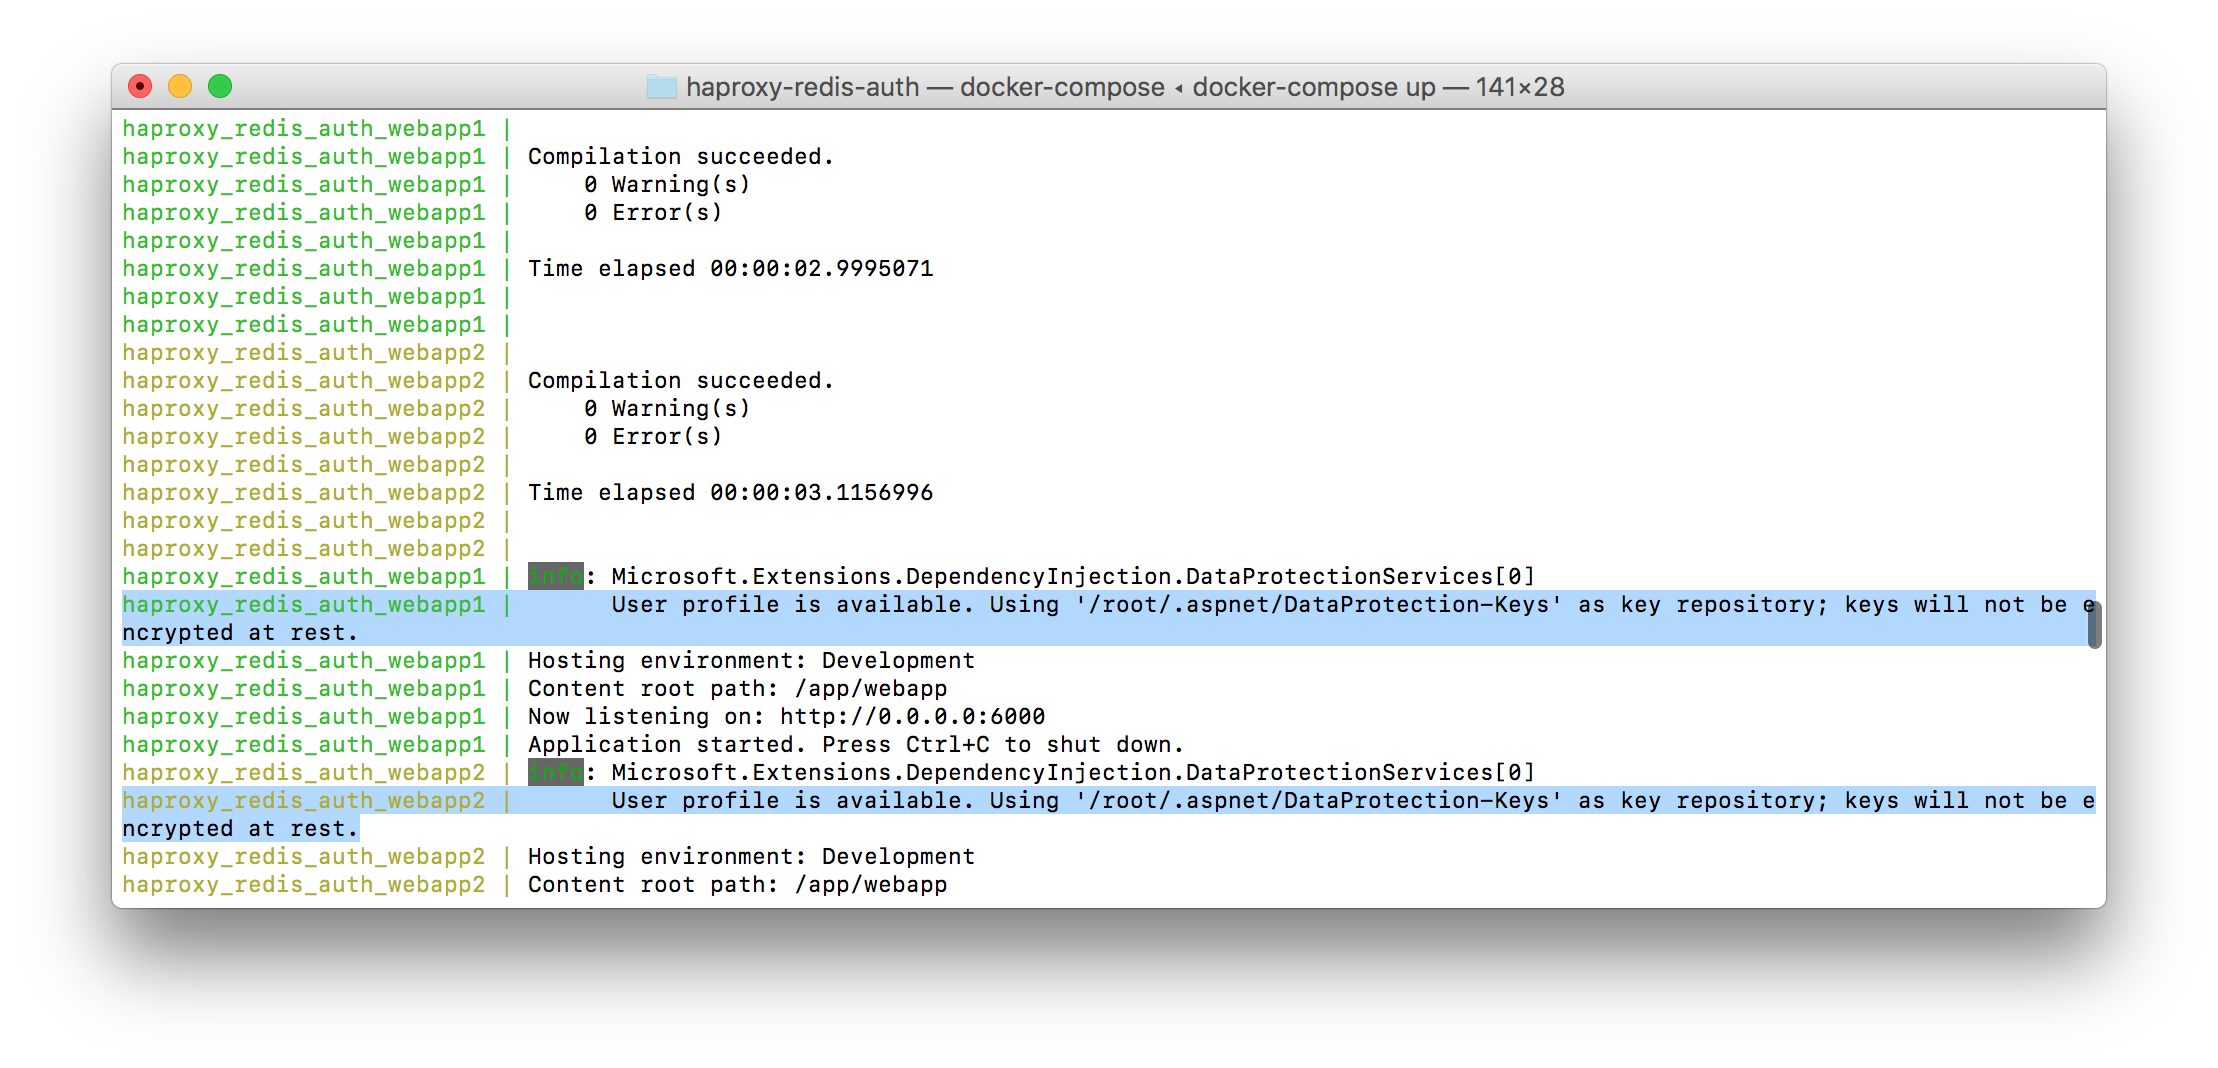 haproxy-redis-auth — docker-compose ◂ docker-compose up — 141×28
haproxy_redis_auth_webapp1 |
haproxy_redis_auth_webapp1 | Compilation succeeded.
haproxy_redis_auth_webapp1 |     0 Warning(s)
haproxy_redis_auth_webapp1 |     0 Error(s)
haproxy_redis_auth_webapp1 |
haproxy_redis_auth_webapp1 | Time elapsed 00:00:02.9995071
haproxy_redis_auth_webapp1 |
haproxy_redis_auth_webapp1 |
haproxy_redis_auth_webapp2 |
haproxy_redis_auth_webapp2 | Compilation succeeded.
haproxy_redis_auth_webapp2 |     0 Warning(s)
haproxy_redis_auth_webapp2 |     0 Error(s)
haproxy_redis_auth_webapp2 |
haproxy_redis_auth_webapp2 | Time elapsed 00:00:03.1156996
haproxy_redis_auth_webapp2 |
haproxy_redis_auth_webapp2 |
haproxy_redis_auth_webapp1 | info: Microsoft.Extensions.DependencyInjection.DataProtectionServices[0]
haproxy_redis_auth_webapp1 |       User profile is available. Using '/root/.aspnet/DataProtection-Keys' as key repository; keys will not be e
ncrypted at rest.
haproxy_redis_auth_webapp1 | Hosting environment: Development
haproxy_redis_auth_webapp1 | Content root path: /app/webapp
haproxy_redis_auth_webapp1 | Now listening on: http://0.0.0.0:6000
haproxy_redis_auth_webapp1 | Application started. Press Ctrl+C to shut down.
haproxy_redis_auth_webapp2 | info: Microsoft.Extensions.DependencyInjection.DataProtectionServices[0]
haproxy_redis_auth_webapp2 |       User profile is available. Using '/root/.aspnet/DataProtection-Keys' as key repository; keys will not be e
ncrypted at rest.
haproxy_redis_auth_webapp2 | Hosting environment: Development
haproxy_redis_auth_webapp2 | Content root path: /app/webapp